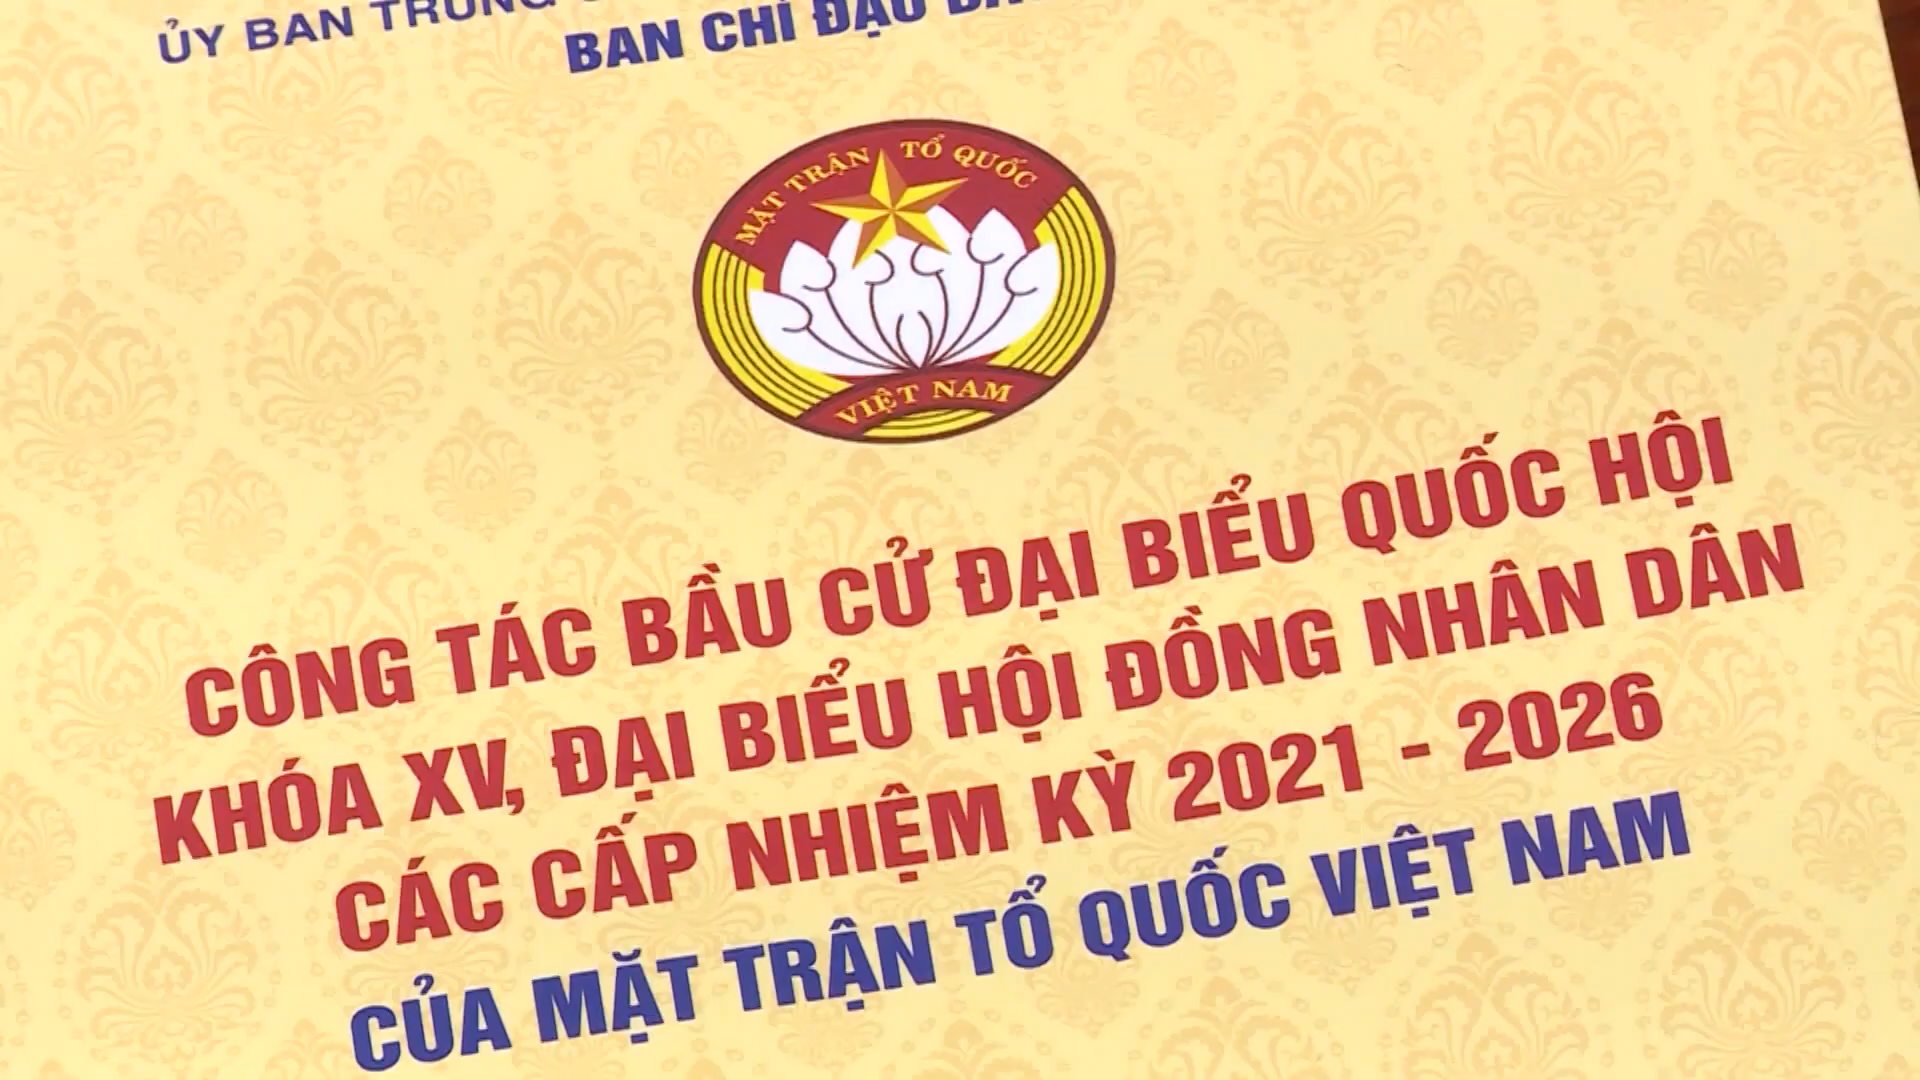 ỦY BAN TRUNG
BAN CHỈ ĐẠO
MẶT TRẬN TỔ QUỐC
VIỆT NAM
CÔNG TÁC BẦU CỬ ĐẠI BIỂU QUỐC HỘI
KHÓA XV, ĐẠI BIỂU HỘI ĐỒNG NHÂN DÂN
CÁC CẤP NHIỆM KỲ 2021 - 2026
CỦA MẶT TRẬN TỔ QUỐC VIỆT NAM